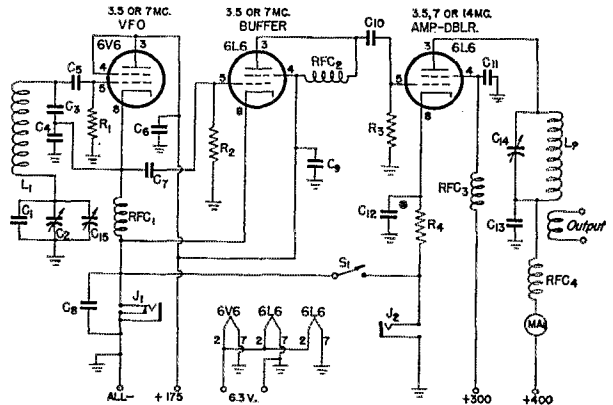 3.5 OR 7 MC.
VFO
3.5 OR 7 MC.
BUFFER
3.5, 7 OR 14 MC.
AMP.-DBLR.
6V6
6L6
6L6
3
4
5
8
3
4
5
8
3
4
5
8
C5
C3
C4
R1
C6
C7
L1
C1
C2
C15
RFC1
R2
RFC2
C9
C10
R3
C11
C12
R4
RFC3
C14
L2
C13
Output
RFC4
MA.
C8
J1
S1
J2
6V6
6L6
6L6
2
7
2
7
2
7
ALL-
+175
6.3 V.
+300
+400